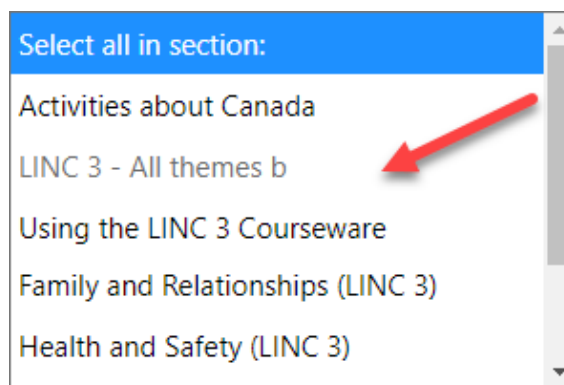 Select all in section:
Activities about Canada
LINC 3 - All themes b
Using the LINC 3 Courseware
Family and Relationships (LINC 3)
Health and Safety (LINC 3)